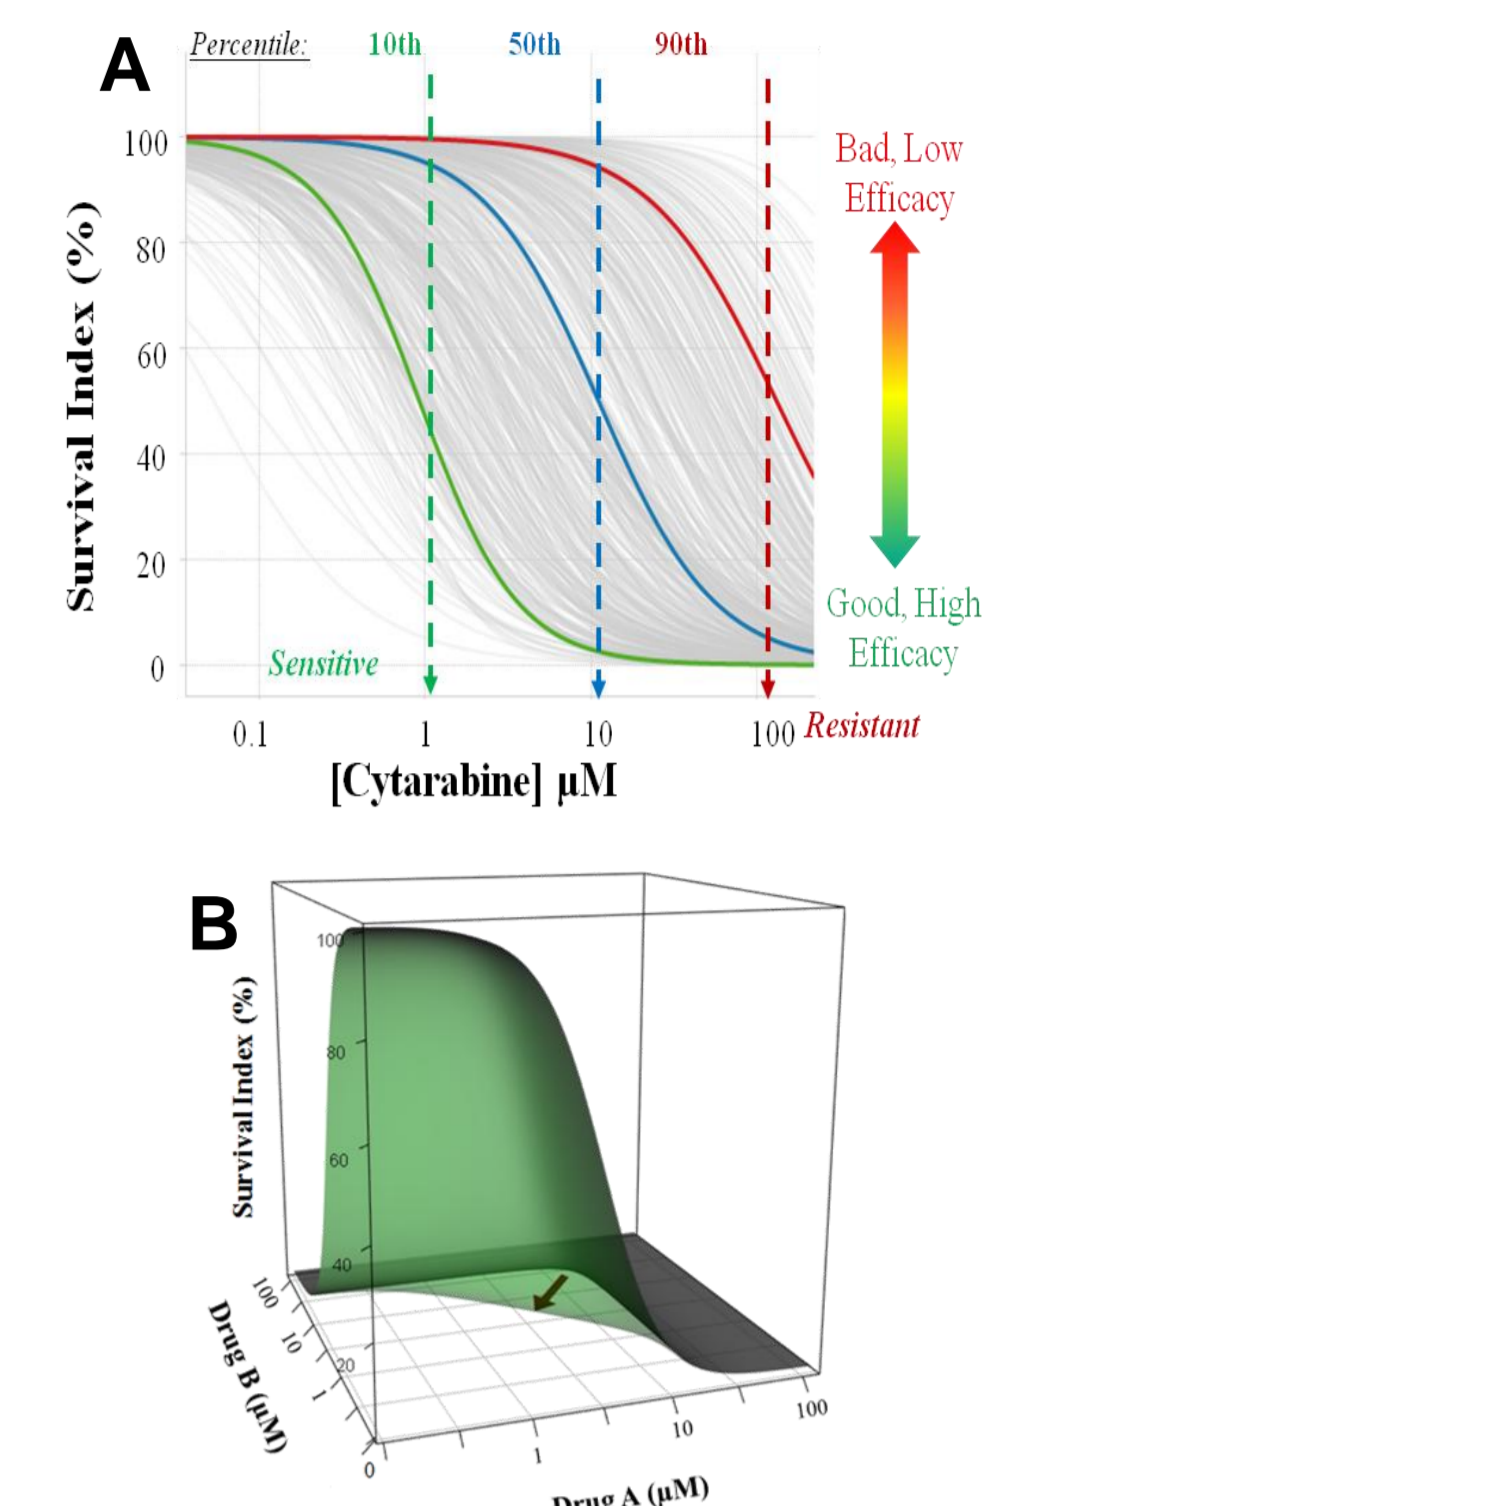 A
Percentile: 10th 50th 90th
100
80
60
40
20
0
Survival Index (%)
Bad, Low
Efficacy
Good, High
Efficacy
Sensitive
Resistant
0.1 1 10 100
[Cytarabine] µM
B
100
80
60
40
20
Survival Index (%)
100
10
1
0
Drug B (µM)
1
10
100
Drug A (µM)